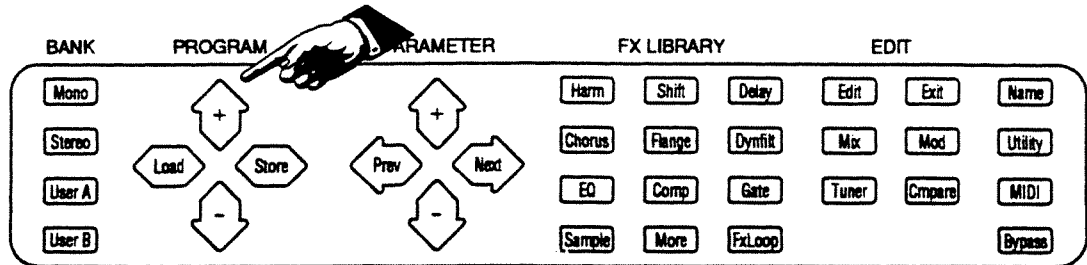 BANK PROGRAM ARAMETER FX LIBRARY EDIT
Mono + + Harm Shift Delay Edit Exit Name
Stereo Load Store Prev Next Chorus Flange Dynfilt Mix Mod Utility
User A - - EQ Comp Gate Tuner Cmpare MIDI
User B Sample More FxLoop Bypass